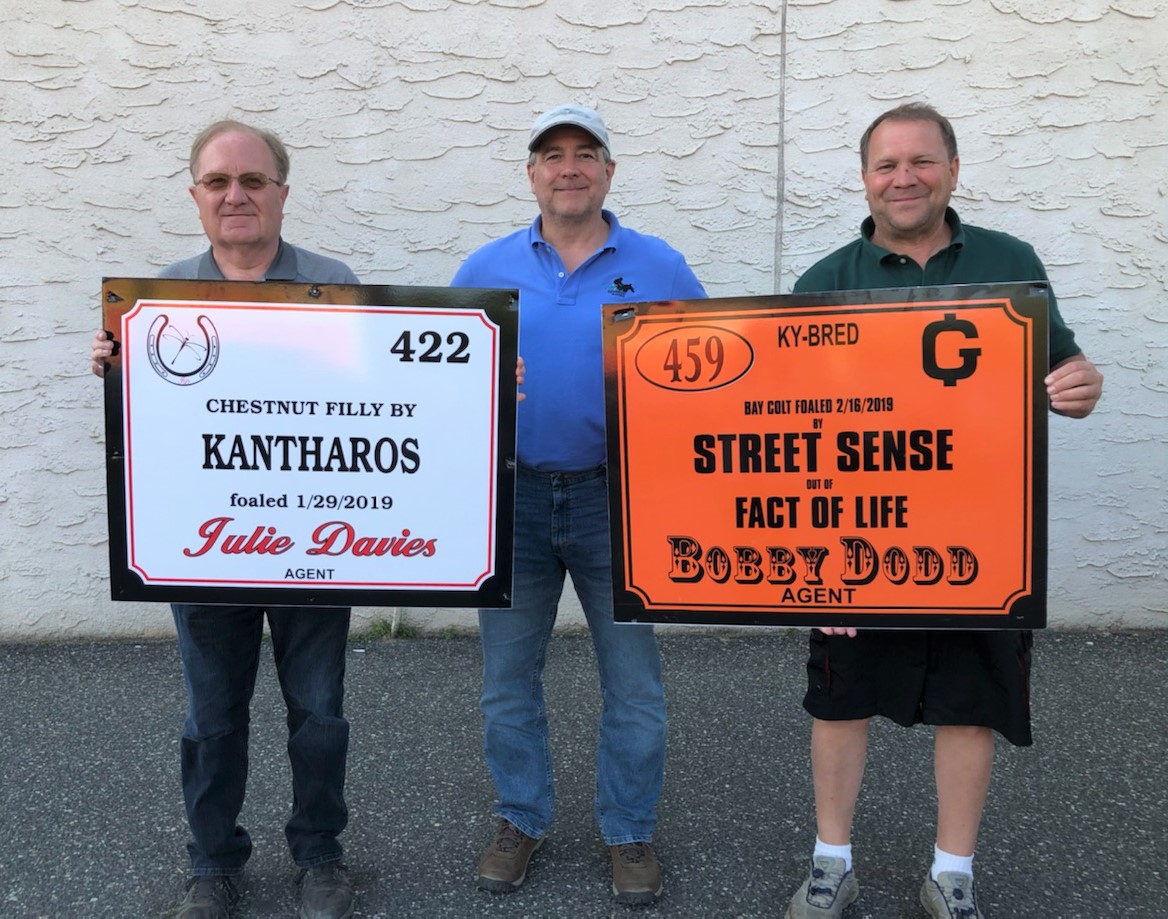 422
CHESTNUT FILLY BY
KANTHAROS
foaled 1/29/2019
Julie Davies
AGENT
459
KY-BRED
G
BAY COLT FOALED 2/16/2019
BY
STREET SENSE
OUT OF
FACT OF LIFE
BOBBY DODD
AGENT